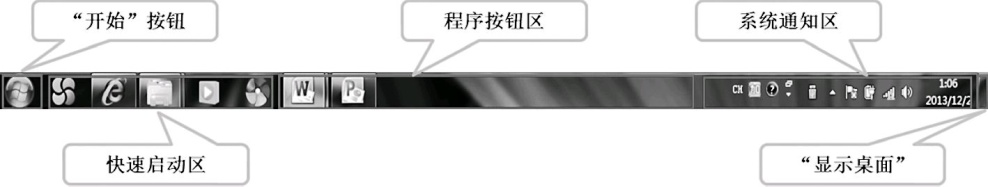 “开始”按钮
程序按钮区
系统通知区
W
P
CH
?
1:06
2013/12/2
快速启动区
“显示桌面”